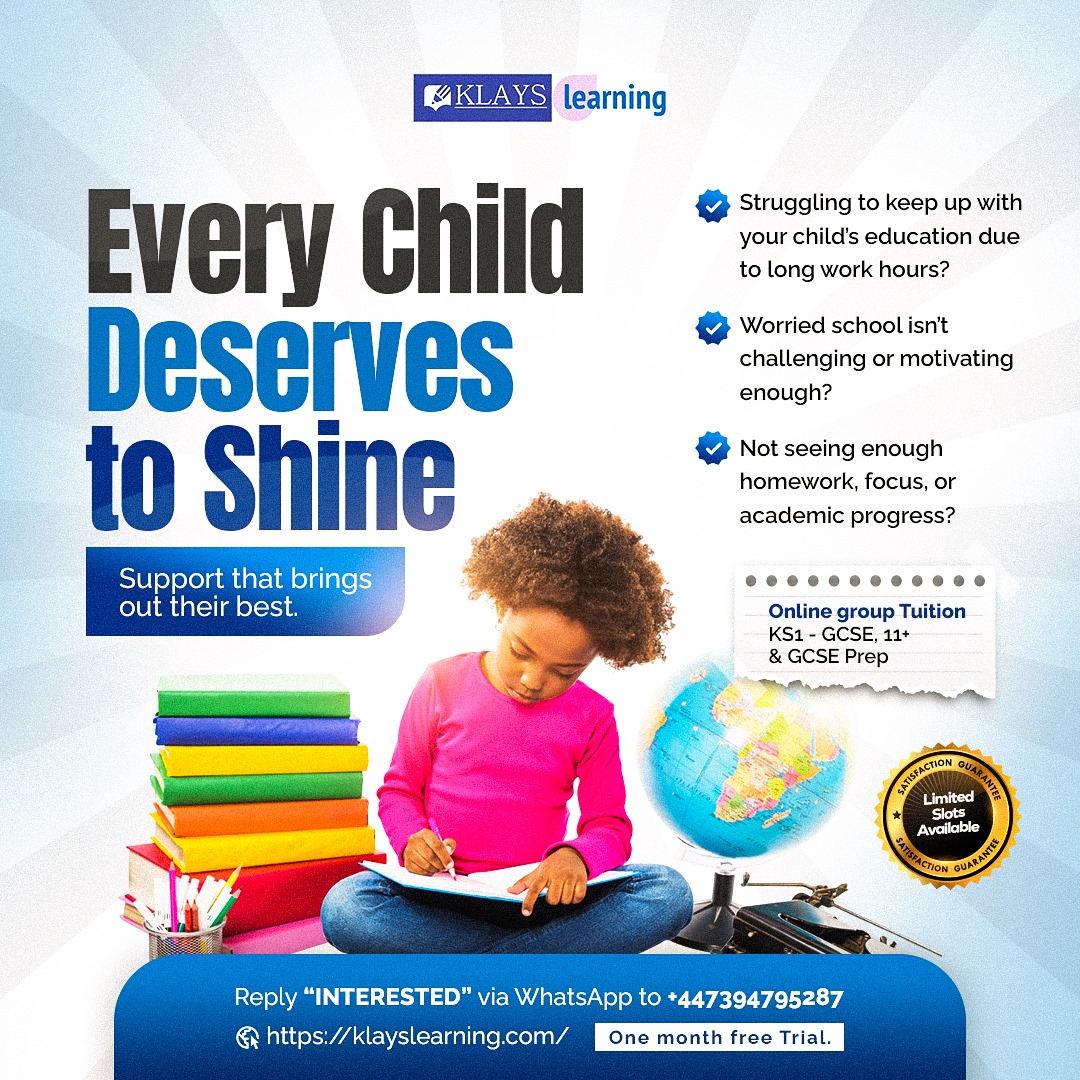 KLAYS learning
Every Child
Deserves
to Shine
Support that brings
out their best.
Struggling to keep up with
your child's education due
to long work hours?
Worried school isn't
challenging or motivating
enough?
Not seeing enough
homework, focus, or
academic progress?
Online group Tuition
KS1 - GCSE, 11+
& GCSE Prep
SATISFACTION GUARANTEE
Limited
Slots
Available
SATISFACTION GUARANTEE
Reply “INTERESTED” via WhatsApp to +447394795287
https://klayslearning.com/ One month free Trial.